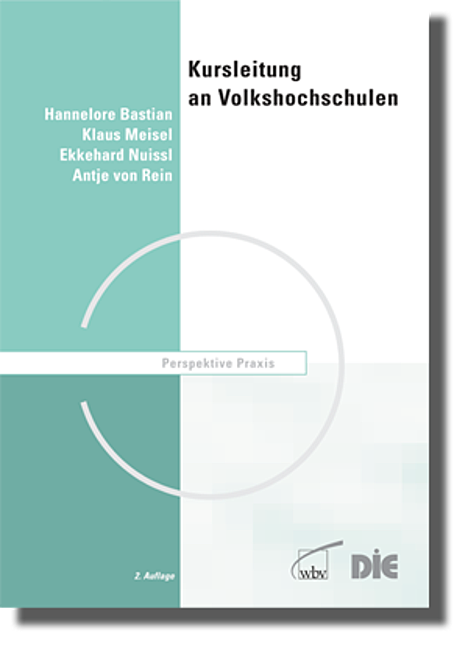 Kursleitung
an Volkshochschulen
Hannelore Bastian
Klaus Meisel
Ekkehard Nuissl
Antje von Rein
Perspektive Praxis
2. Auflage
wbv
DIE